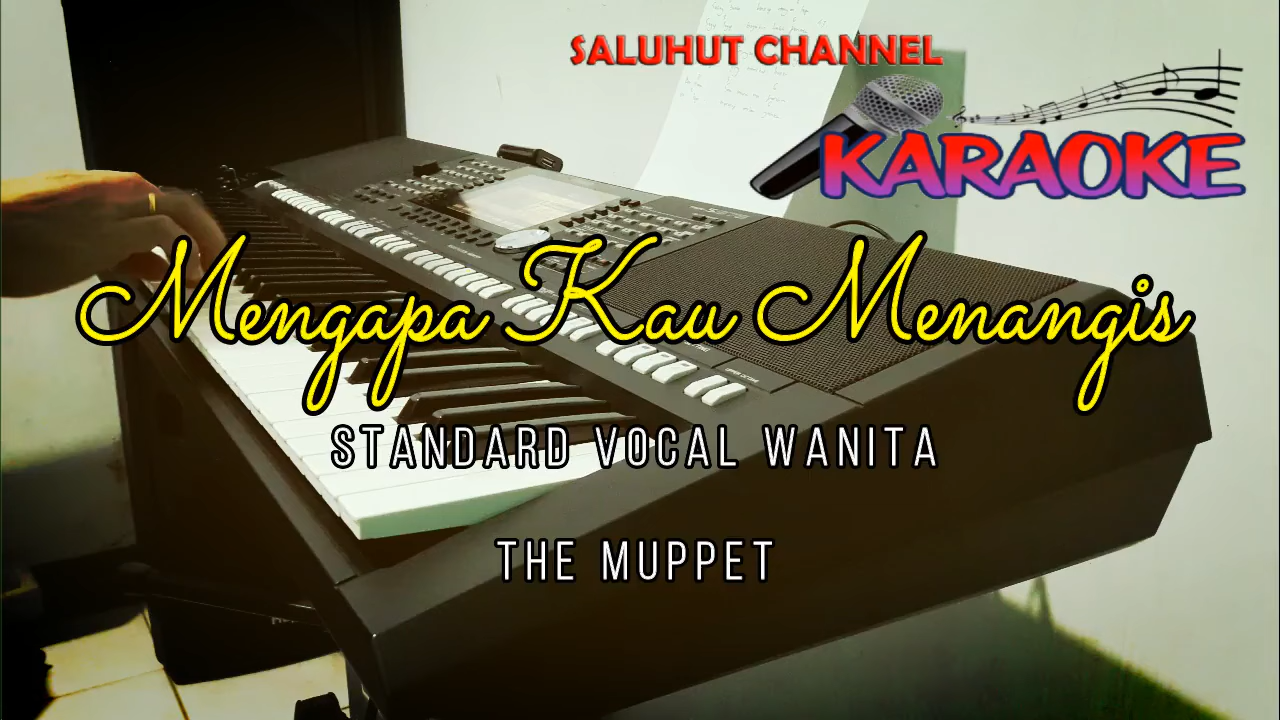 SALUHUT CHANNEL
KARAOKE
Mengapa Kau Menangis
STANDARD VOCAL WANITA
THE MUPPET